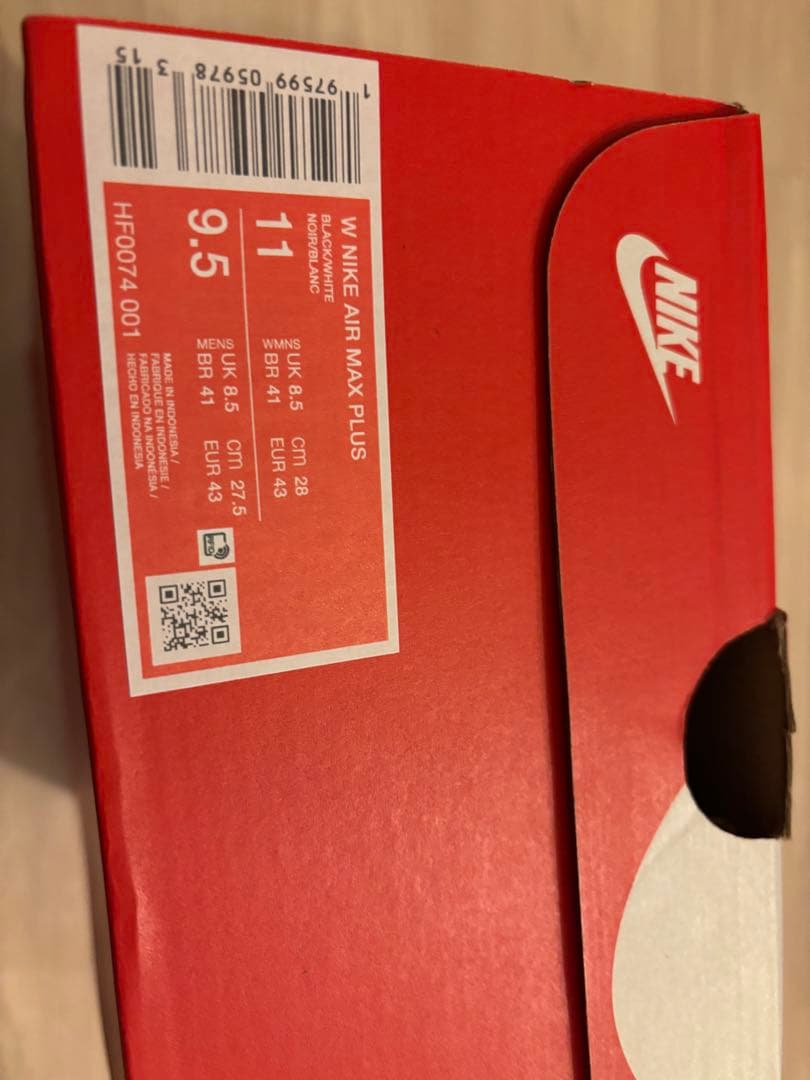 1 97599 05978 3 15
W NIKE AIR MAX PLUS
BLACK/WHITE
NOIR/BLANC
11
WMNS UK 8.5 cm 28
BR 41 EUR 43
9.5
MENS UK 8.5 cm 27.5
BR 41 EUR 43
HF0074 001
MADE IN INDONESIA /
FABRIQUE EN INDONESIE /
FABRICADO NA INDONÉSIA /
HECHO EN INDONESIA
NIKE